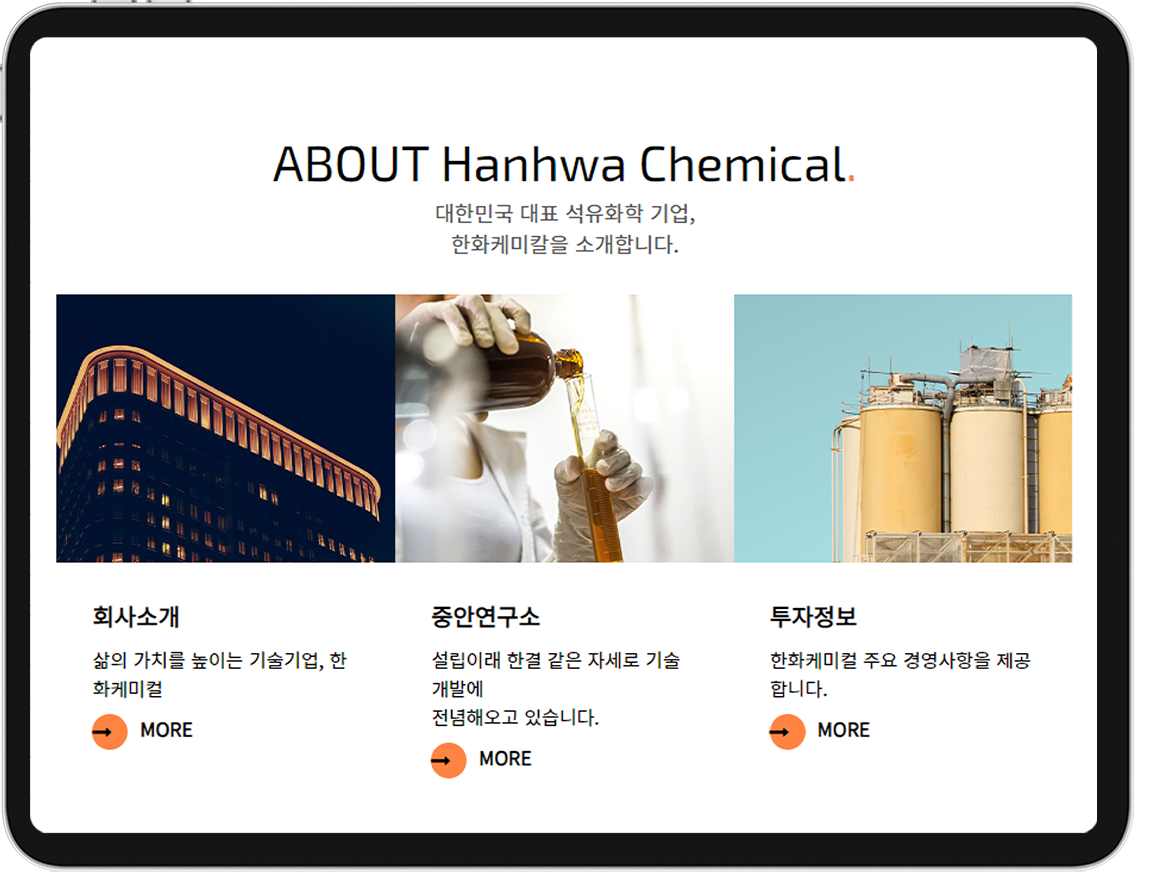 ABOUT Hanhwa Chemical.
대한민국 대표 석유화학 기업,
한화케미칼을 소개합니다.
회사소개
삶의 가치를 높이는 기술기업, 한
화케미컬
MORE
중안연구소
설립이래 한결 같은 자세로 기술
개발에
전념해오고 있습니다.
MORE
투자정보
한화케미컬 주요 경영사항을 제공
합니다.
MORE